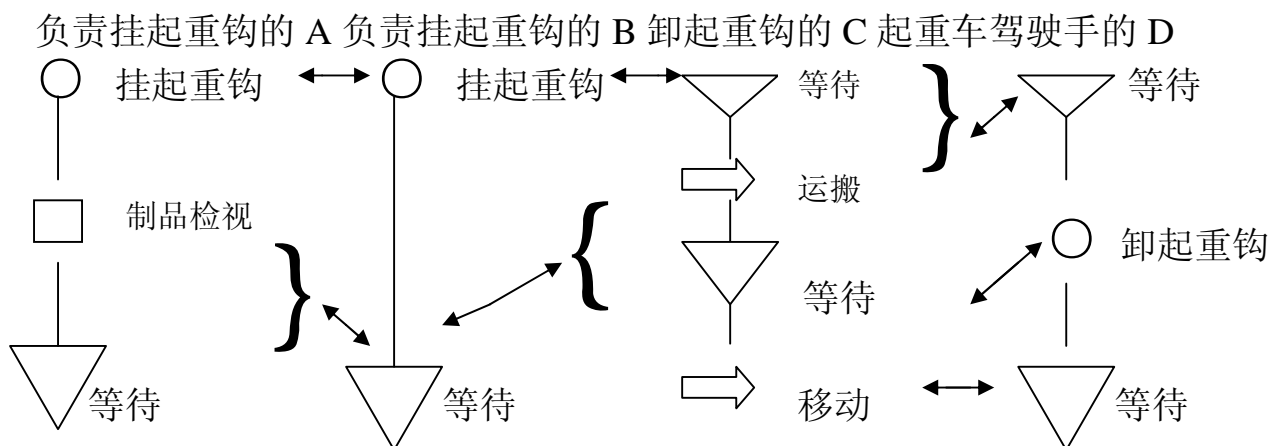 负责挂起重钩的 A 负责挂起重钩的 B 卸起重钩的 C 起重车驾驶手的 D
挂起重钩 挂起重钩 等待 等待
运搬
制品检视
卸起重钩
等待
等待 等待 移动 等待